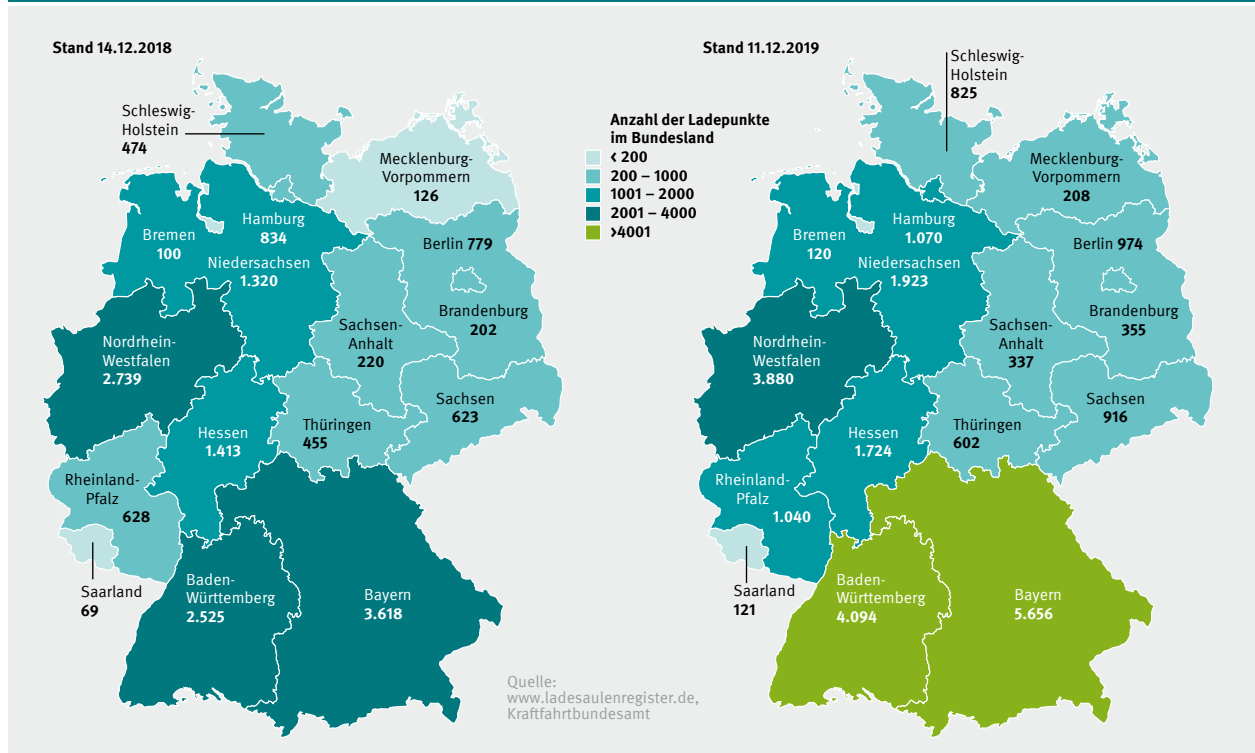 Stand 14.12.2018
Schleswig-
Holstein
474
Mecklenburg-
Vorpommern
126
Hamburg
834
Bremen
100
Niedersachsen
1.320
Berlin 779
Brandenburg
202
Sachsen-
Anhalt
220
Nordrhein-
Westfalen
2.739
Sachsen
623
Thüringen
455
Hessen
1.413
Rheinland-
Pfalz
628
Saarland
69
Baden-
Württemberg
2.525
Bayern
3.618
Anzahl der Ladepunkte
im Bundesland
< 200
200 – 1000
1001 – 2000
2001 – 4000
>4001
Stand 11.12.2019
Schleswig-
Holstein
825
Mecklenburg-
Vorpommern
208
Hamburg
1.070
Bremen
120
Niedersachsen
1.923
Berlin 974
Brandenburg
355
Sachsen-
Anhalt
337
Nordrhein-
Westfalen
3.880
Sachsen
916
Thüringen
602
Hessen
1.724
Rheinland-
Pfalz
1.040
Saarland
121
Baden-
Württemberg
4.094
Bayern
5.656
Quelle:
www.ladesaulenregister.de,
Kraftfahrtbundesamt